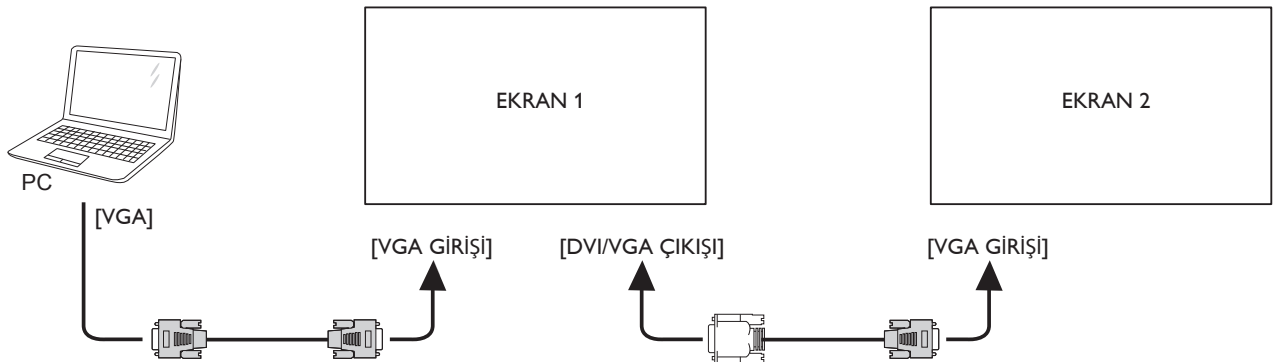 EKRAN 1
EKRAN 2
PC
[VGA]
[VGA GİRİŞİ]
[DVI/VGA ÇIKIŞI]
[VGA GİRİŞİ]